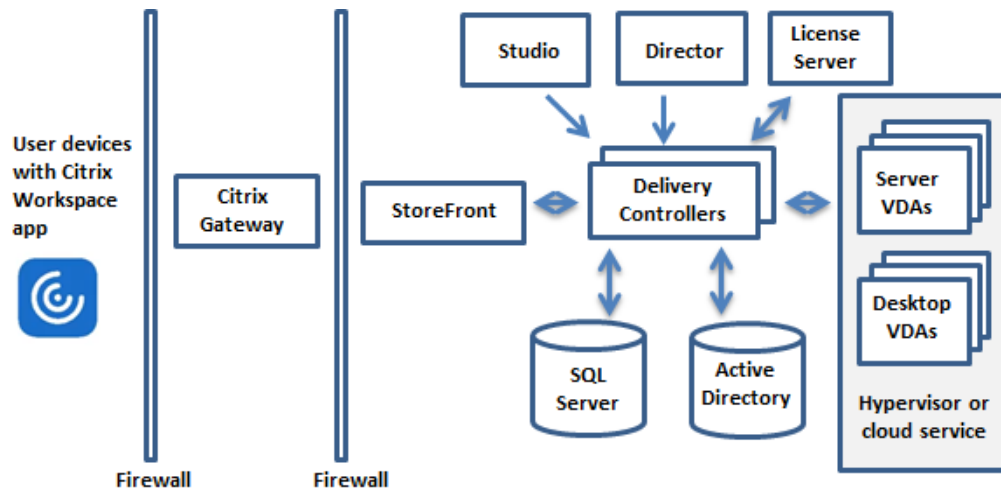 User devices
with Citrix
Workspace
app
Firewall
Citrix
Gateway
Firewall
StoreFront
Studio
Director
License
Server
Delivery
Controllers
SQL
Server
Active
Directory
Server
VDAs
Desktop
VDAs
Hypervisor or
cloud service